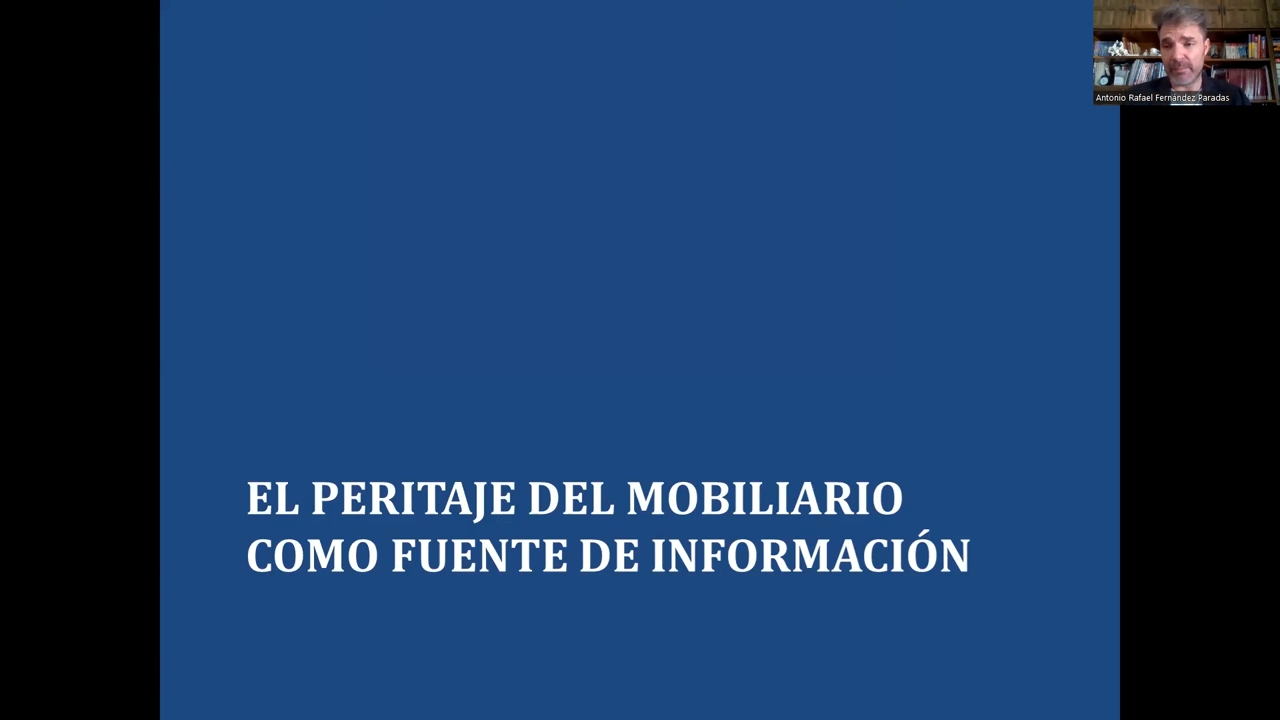 Antonio Rafael Fernández Paradas
EL PERITAJE DEL MOBILIARIO
COMO FUENTE DE INFORMACIÓN